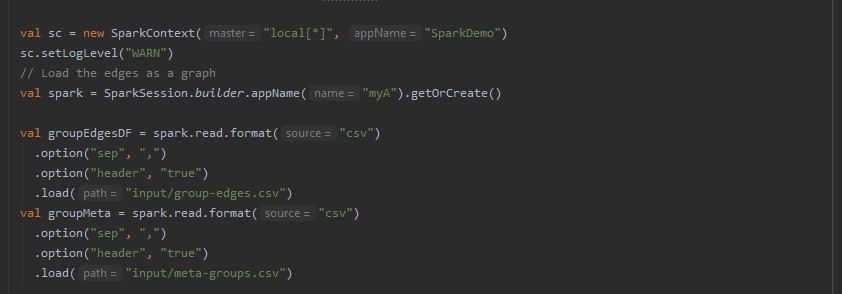 val sc = new SparkContext( master = "local[*]", appName = "SparkDemo")
sc.setLogLevel("WARN")
// Load the edges as a graph
val spark = SparkSession.builder.appName( name = "myA").getOrCreate()
val groupEdgesDF = spark.read.format( source = "csv")
.option("sep", ",")
.option("header", "true")
.load( path = "input/group-edges.csv")
val groupMeta = spark.read.format( source = "csv")
.option("sep", ",")
.option("header", "true")
.load( path = "input/meta-groups.csv")